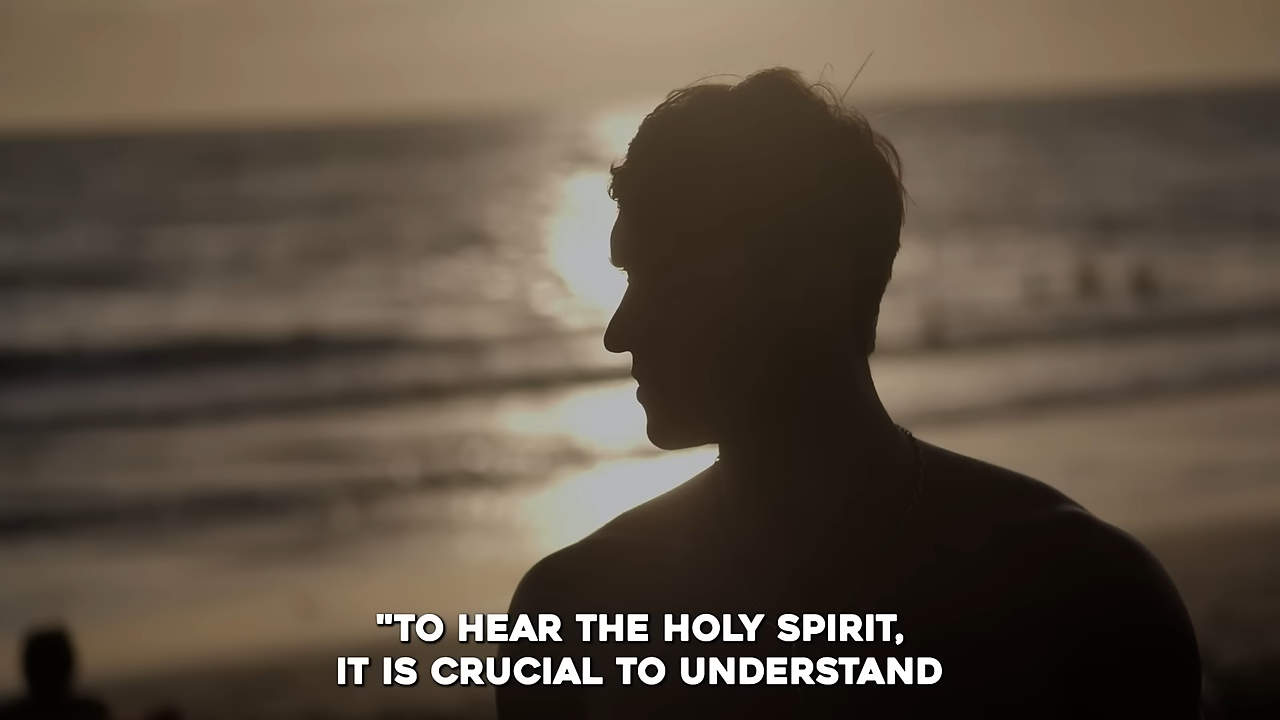 "TO HEAR THE HOLY SPIRIT,
IT IS CRUCIAL TO UNDERSTAND